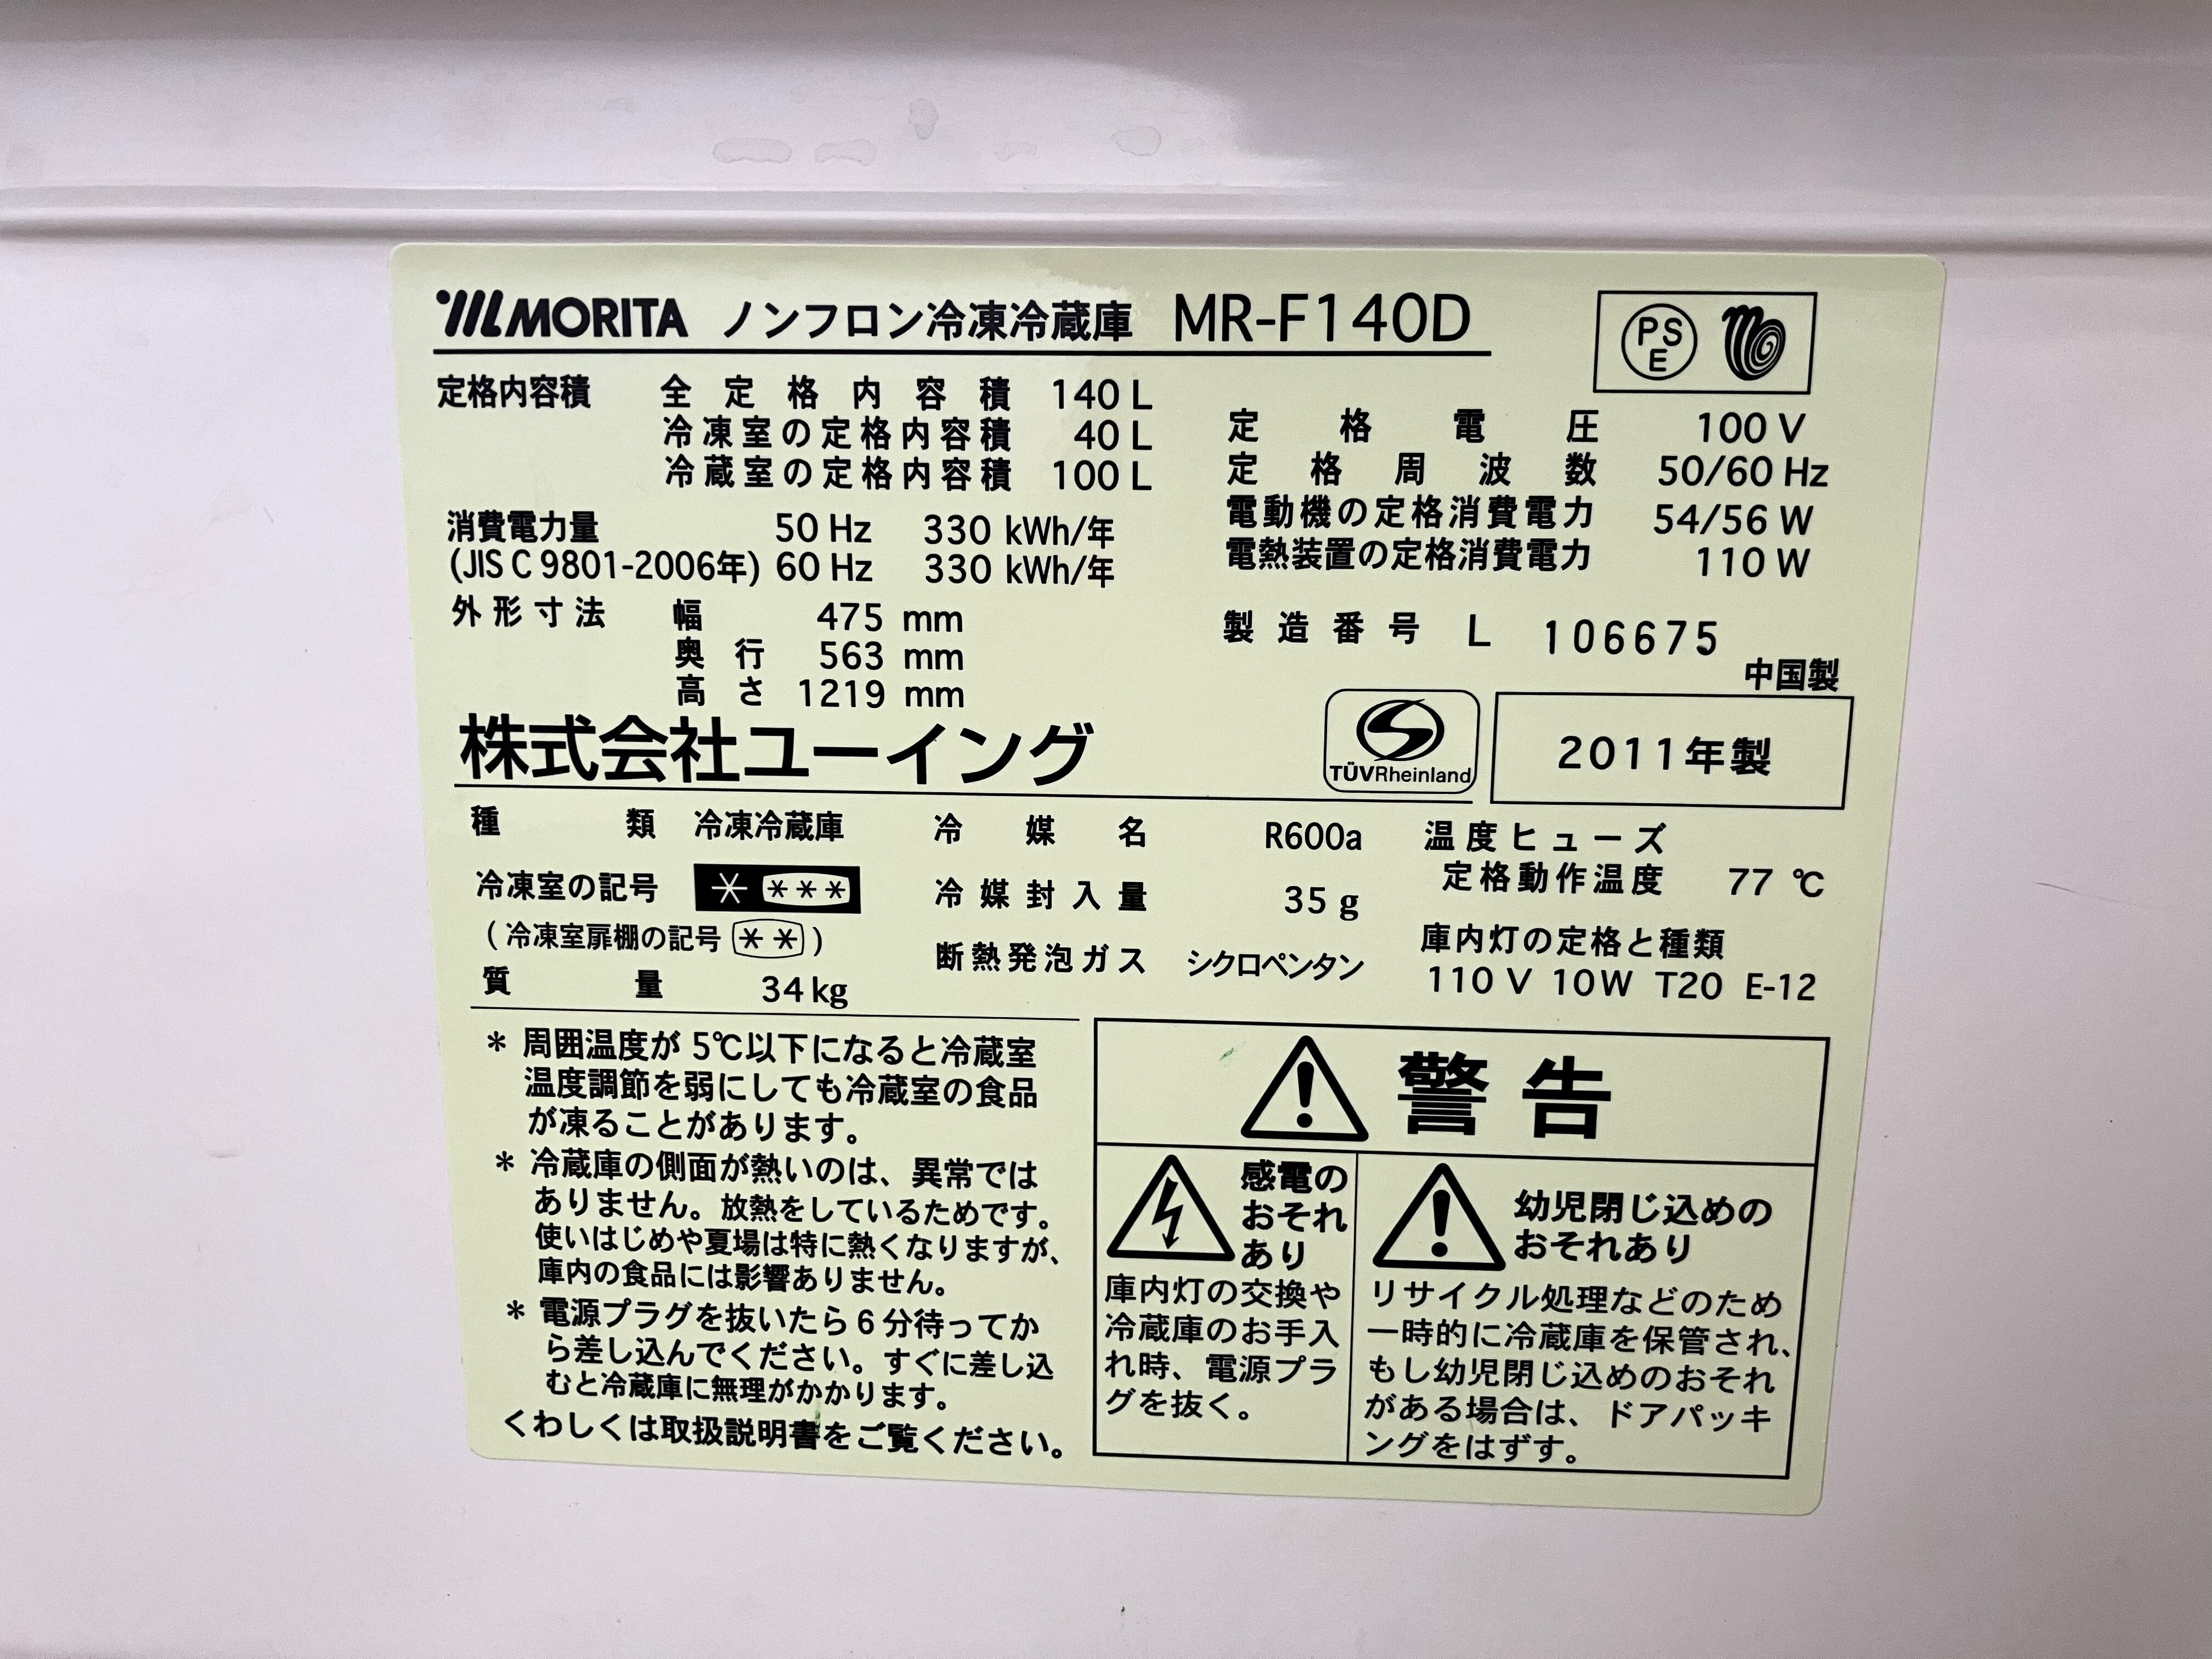 MORITA ノンフロン冷凍冷蔵庫 MR-F140D
PSE
定格内容積 全定格内容積 140 L
冷凍室の定格内容積 40 L
冷蔵室の定格内容積 100 L
消費電力量 50 Hz 330 kWh/年
(JIS C 9801-2006年) 60 Hz 330 kWh/年
外形寸法 幅 475 mm
奥行 563 mm
高さ 1219 mm
定格電圧 100 V
定格周波数 50/60 Hz
電動機の定格消費電力 54/56 W
電熱装置の定格消費電力 110 W
製造番号 L 106675
中国製
株式会社ユーイング
TÜVRheinland
2011年製
種類 冷凍冷蔵庫
冷凍室の記号 * ***
(冷凍室扉棚の記号 **)
質量 34kg
冷媒名 R600a
冷媒封入量 35 g
断熱発泡ガス シクロペンタン
温度ヒューズ
定格動作温度 77 ℃
庫内灯の定格と種類
110 V 10W T20 E-12
* 周囲温度が 5℃以下になると冷蔵室
温度調節を弱にしても冷蔵室の食品
が凍ることがあります。
* 冷蔵庫の側面が熱いのは、異常では
ありません。放熱をしているためです。
使いはじめや夏場は特に熱くなりますが、
庫内の食品には影響ありません。
* 電源プラグを抜いたら6分待ってか
ら差し込んでください。すぐに差し込
むと冷蔵庫に無理がかかります。
くわしくは取扱説明書をご覧ください。
警告
感電の
おそれ
あり
庫内灯の交換や
冷蔵庫のお手入
れ時、電源プラ
グを抜く。
幼児閉じ込めの
おそれあり
リサイクル処理などのため
一時的に冷蔵庫を保管され、
もし幼児閉じ込めのおそれ
がある場合は、ドアパッキ
ングをはずす。